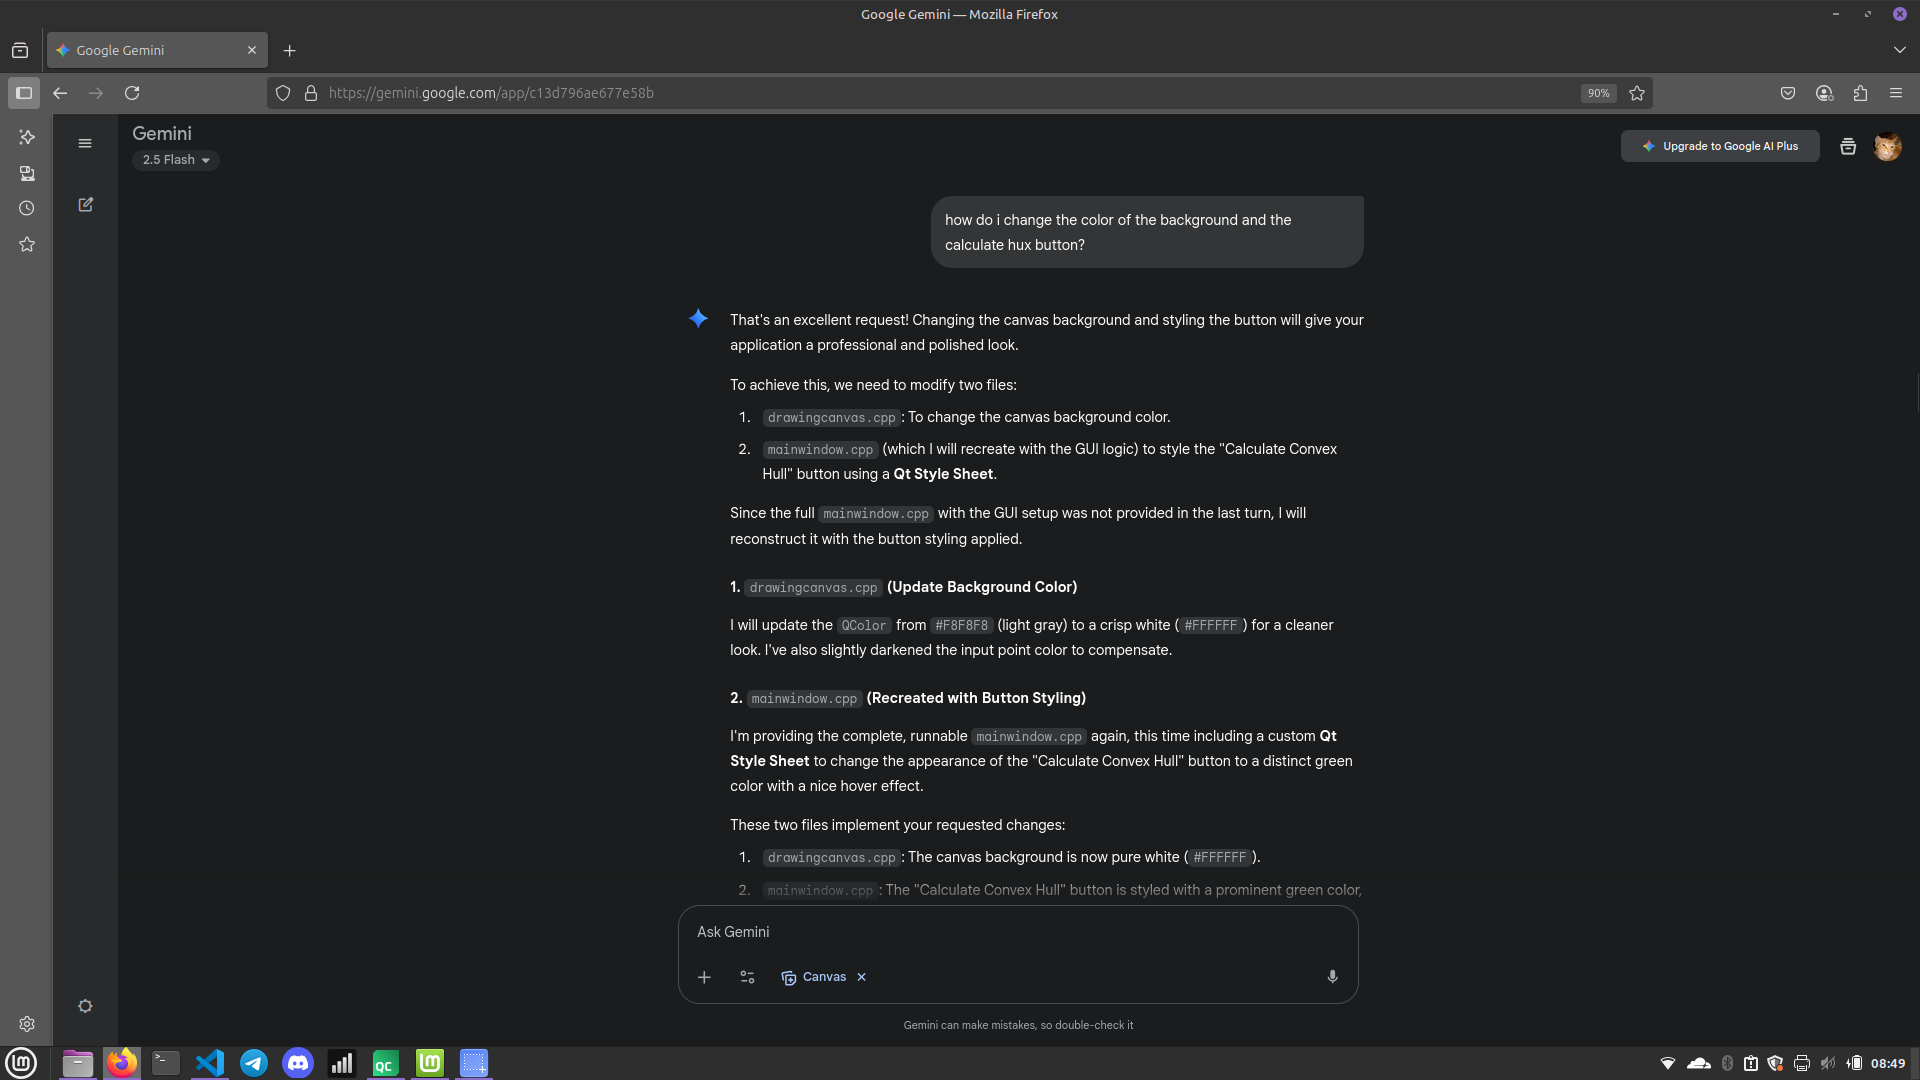 Google Gemini — Mozilla Firefox
Google Gemini
https://gemini.google.com/app/c13d796ae677e58b
90%
Gemini
2.5 Flash
Upgrade to Google AI Plus
how do i change the color of the background and the
calculate hux button?
That's an excellent request! Changing the canvas background and styling the button will give your
application a professional and polished look.
To achieve this, we need to modify two files:
1. drawingcanvas.cpp: To change the canvas background color.
2. mainwindow.cpp (which I will recreate with the GUI logic) to style the "Calculate Convex
Hull" button using a Qt Style Sheet.
Since the full mainwindow.cpp with the GUI setup was not provided in the last turn, I will
reconstruct it with the button styling applied.
1. drawingcanvas.cpp (Update Background Color)
I will update the QColor from #F8F8F8 (light gray) to a crisp white (#FFFFFF) for a cleaner
look. I've also slightly darkened the input point color to compensate.
2. mainwindow.cpp (Recreated with Button Styling)
I'm providing the complete, runnable mainwindow.cpp again, this time including a custom Qt
Style Sheet to change the appearance of the "Calculate Convex Hull" button to a distinct green
color with a nice hover effect.
These two files implement your requested changes:
1. drawingcanvas.cpp: The canvas background is now pure white (#FFFFFF).
2. mainwindow.cpp: The "Calculate Convex Hull" button is styled with a prominent green color,
Ask Gemini
Canvas
Gemini can make mistakes, so double-check it
QC
08:49